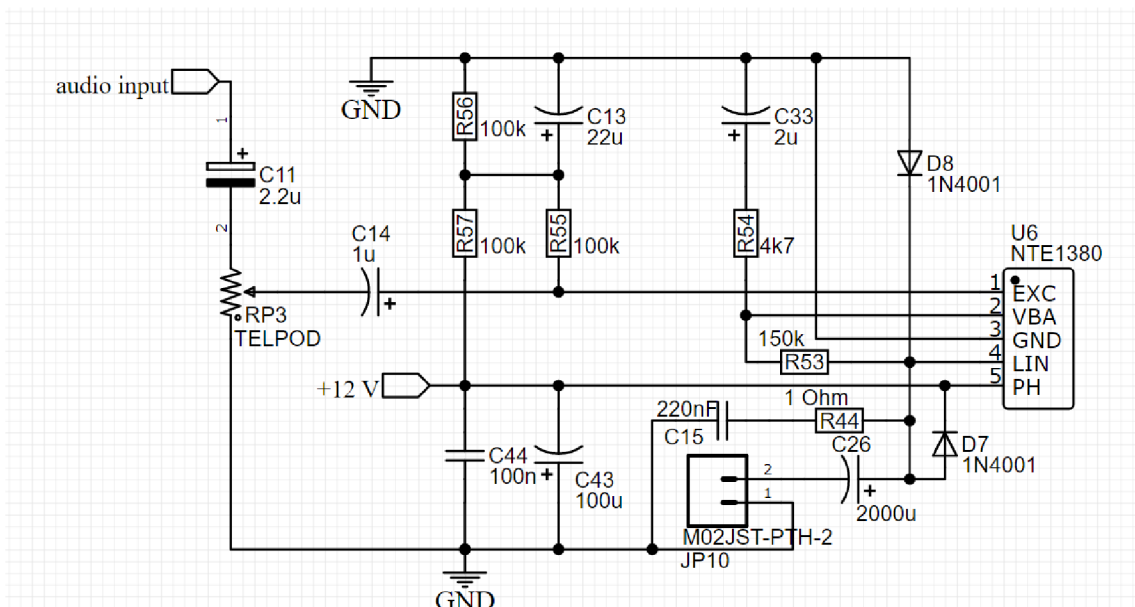 audio input
1
+
C11
2.2u
2
RP3
TELPOD
GND
R56
100k
C13
+
22u
C33
+
2u
D8
1N4001
R57
100k
R55
100k
R54
4k7
C14
1u
+
U6
NTE1380
1
EXC
2
VBA
3
GND
4
LIN
5
PH
150k
R53
+12 V
220nF
C15
1 Ohm
R44
C26
+
2000u
D7
1N4001
C44
100n
C43
+
100u
2
1
M02JST-PTH-2
JP10
GND